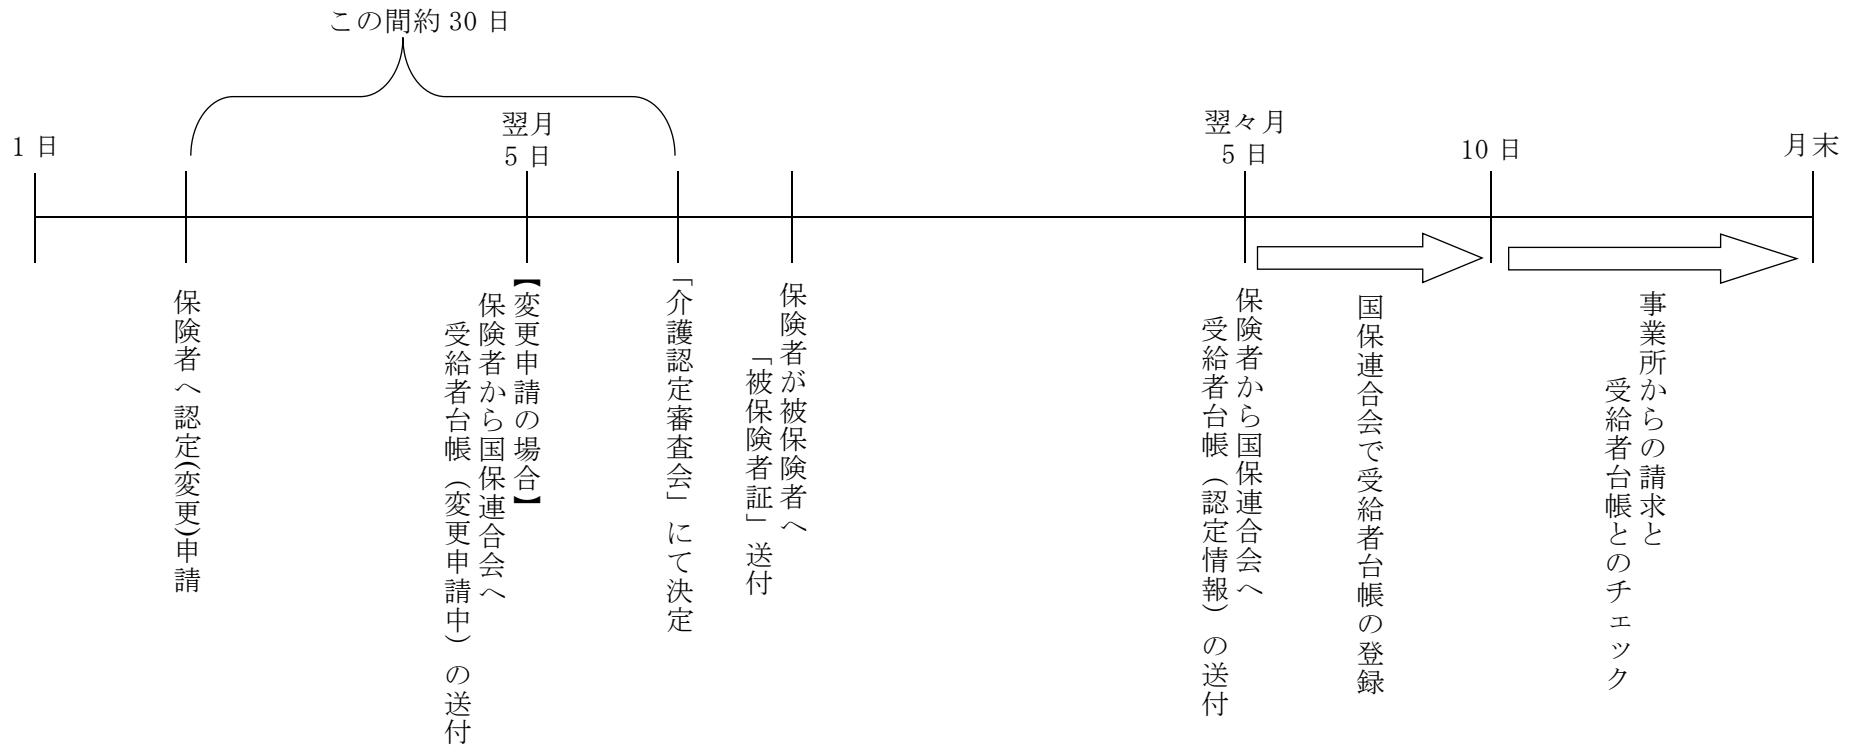 この間約 30 日
1 日
翌月
5 日
翌々月
5 日
10 日
月末
保険者へ認定(変更)申請
【変更申請の場合】
保険者から国保連合会へ
受給者台帳(変更申請中)の送付
「介護認定審査会」にて決定
保険者が被保険者へ
「被保険者証」送付
保険者から国保連合会へ
受給者台帳(認定情報)の送付
国保連合会で受給者台帳の登録
事業所からの請求と
受給者台帳とのチェック